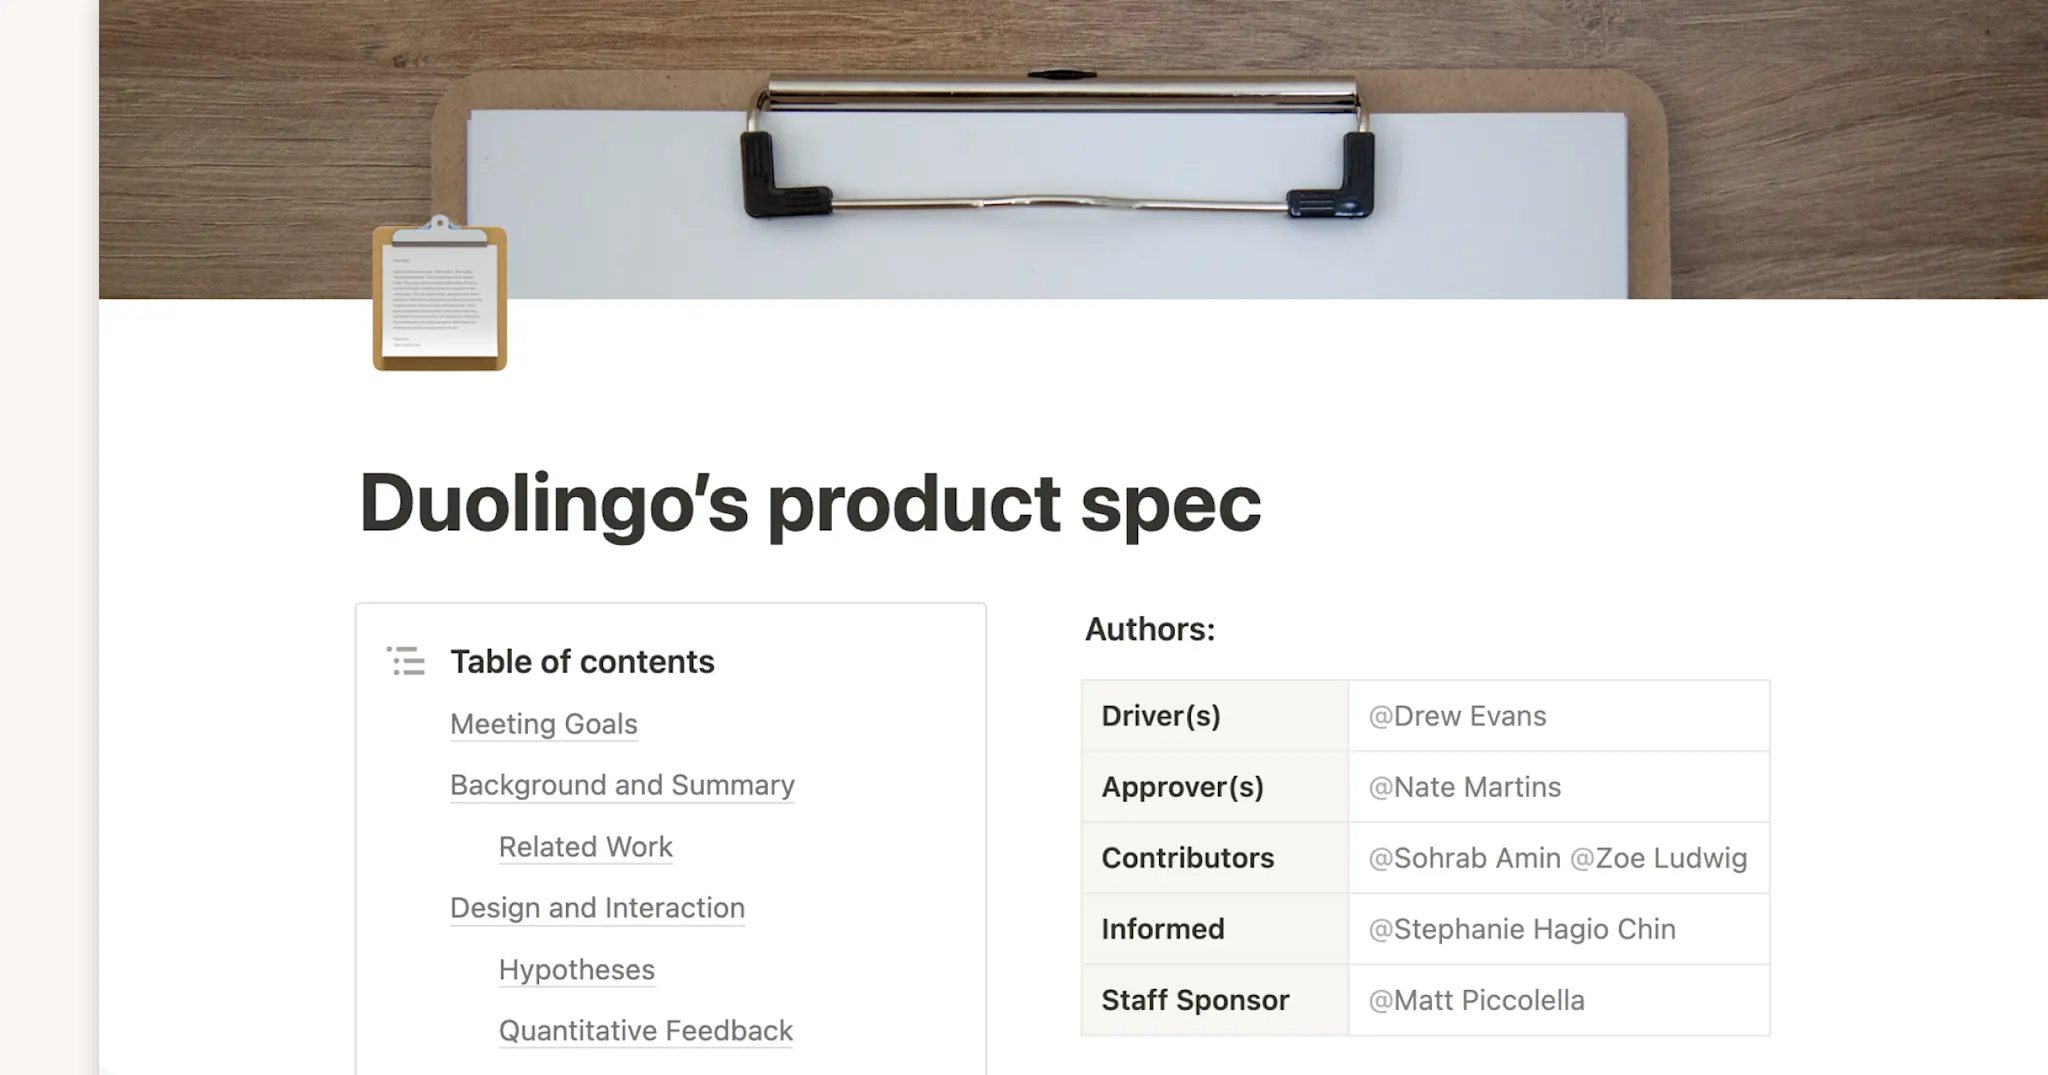 Duolingo’s product spec
Table of contents
Meeting Goals
Background and Summary
Related Work
Design and Interaction
Hypotheses
Quantitative Feedback
Authors:
Driver(s) @Drew Evans
Approver(s) @Nate Martins
Contributors @Sohrab Amin @Zoe Ludwig
Informed @Stephanie Hagio Chin
Staff Sponsor @Matt Piccolella